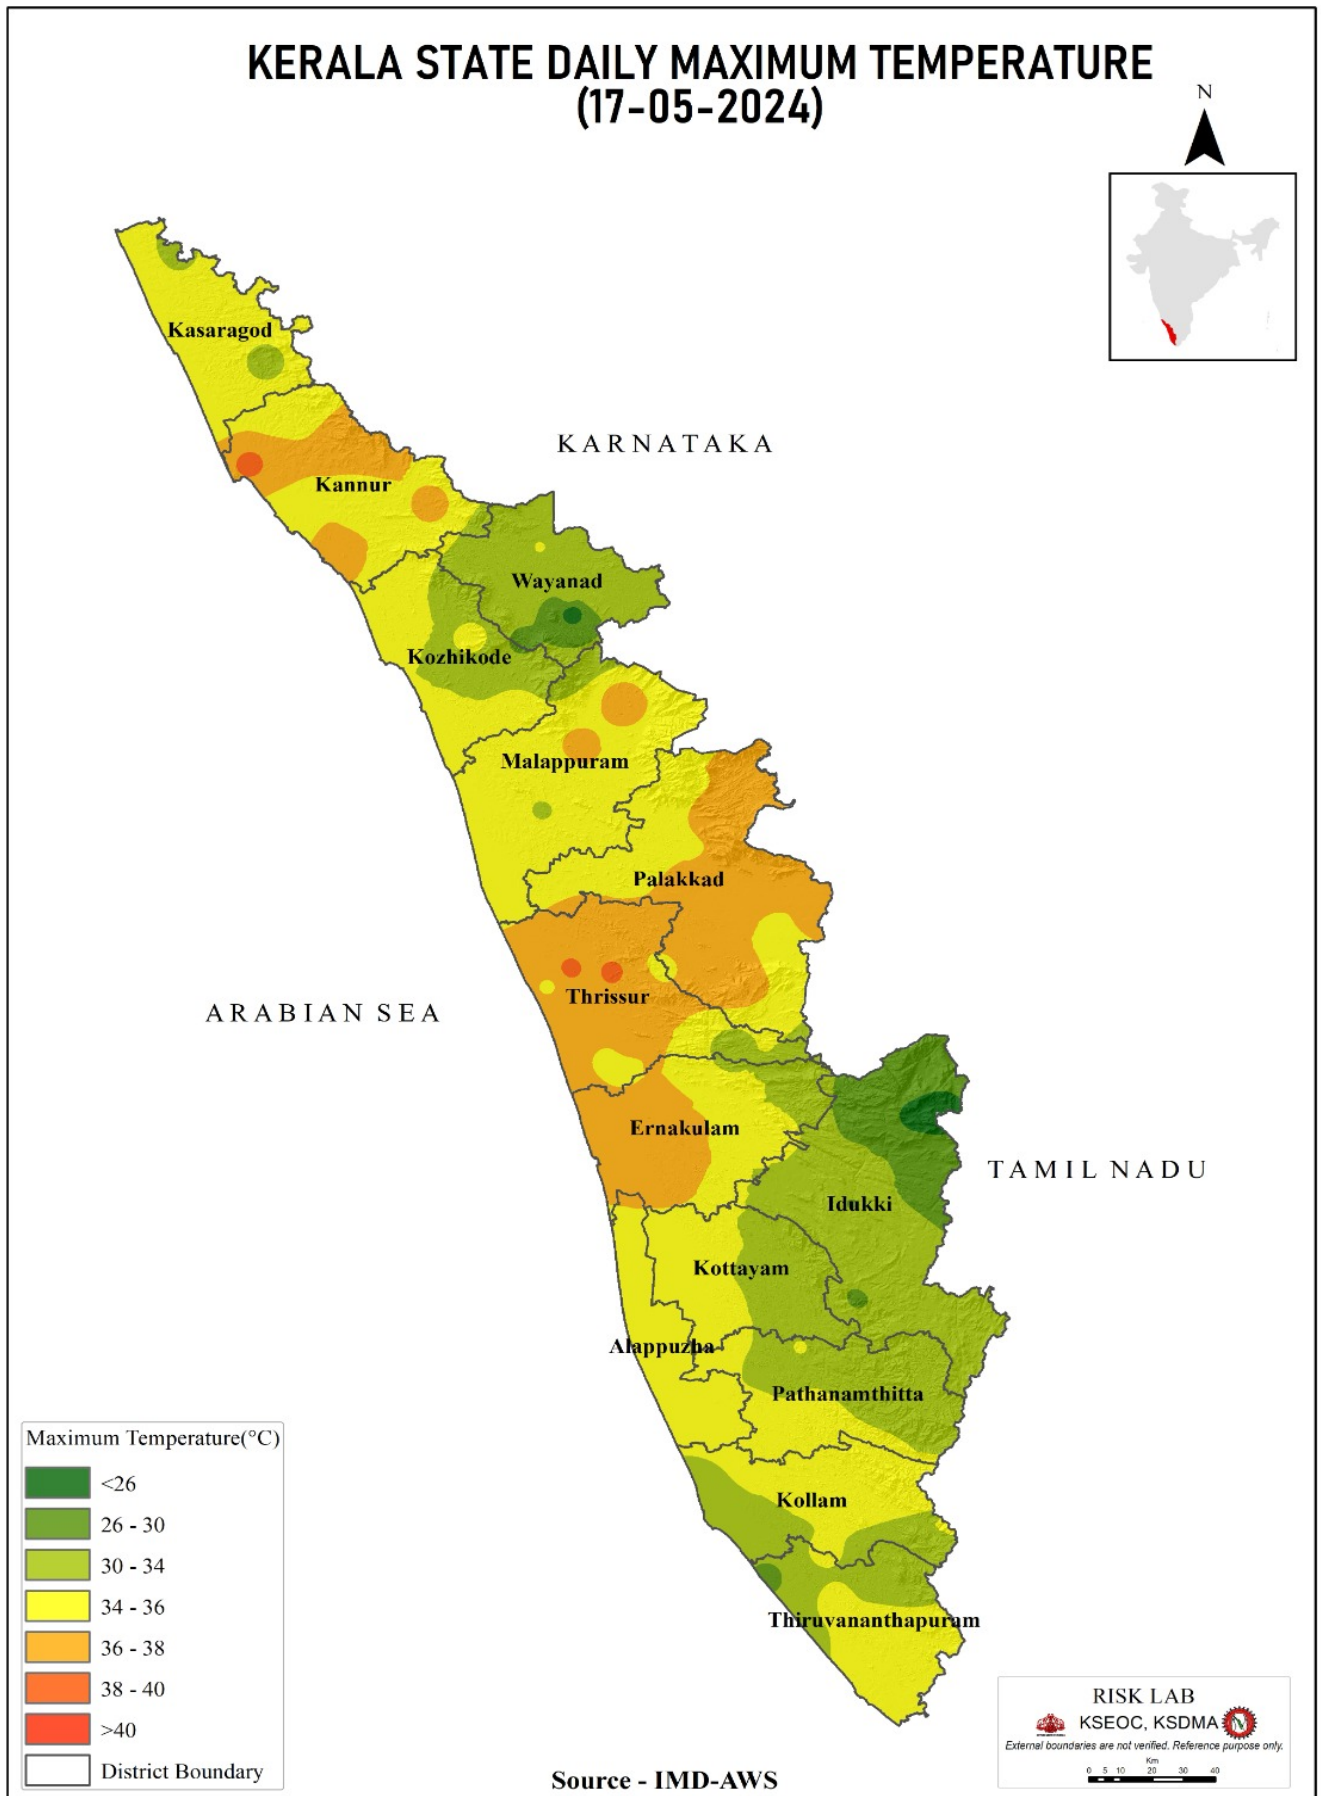 KERALA STATE DAILY MAXIMUM TEMPERATURE
(17-05-2024)
N
Kasaragod
KARNATAKA
Kannur
Wayanad
Kozhikode
Malappuram
Palakkad
Thrissur
ARABIAN SEA
Ernakulam
TAMIL NADU
Idukki
Kottayam
Alappuzha
Pathanamthitta
Kollam
Thiruvananthapuram
Maximum Temperature(°C)
<26
26 - 30
30 - 34
34 - 36
36 - 38
38 - 40
>40
District Boundary
Source - IMD-AWS
RISK LAB
KSEOC, KSDMA
External boundaries are not verified. Reference purpose only.
Km
0 5 10 20 30 40